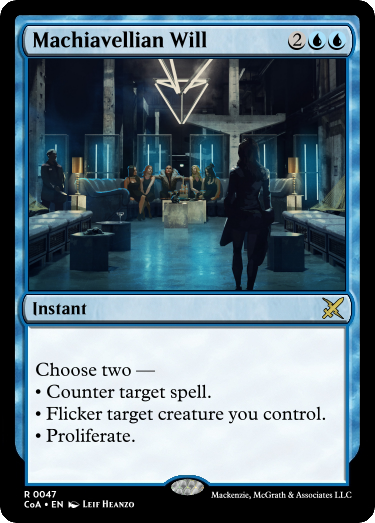 Machiavellian Will 2
Instant
Choose two —
• Counter target spell.
• Flicker target creature you control.
• Proliferate.
R 0047
CoA • EN Leif Heanzo
Mackenzie, McGrath & Associates LLC